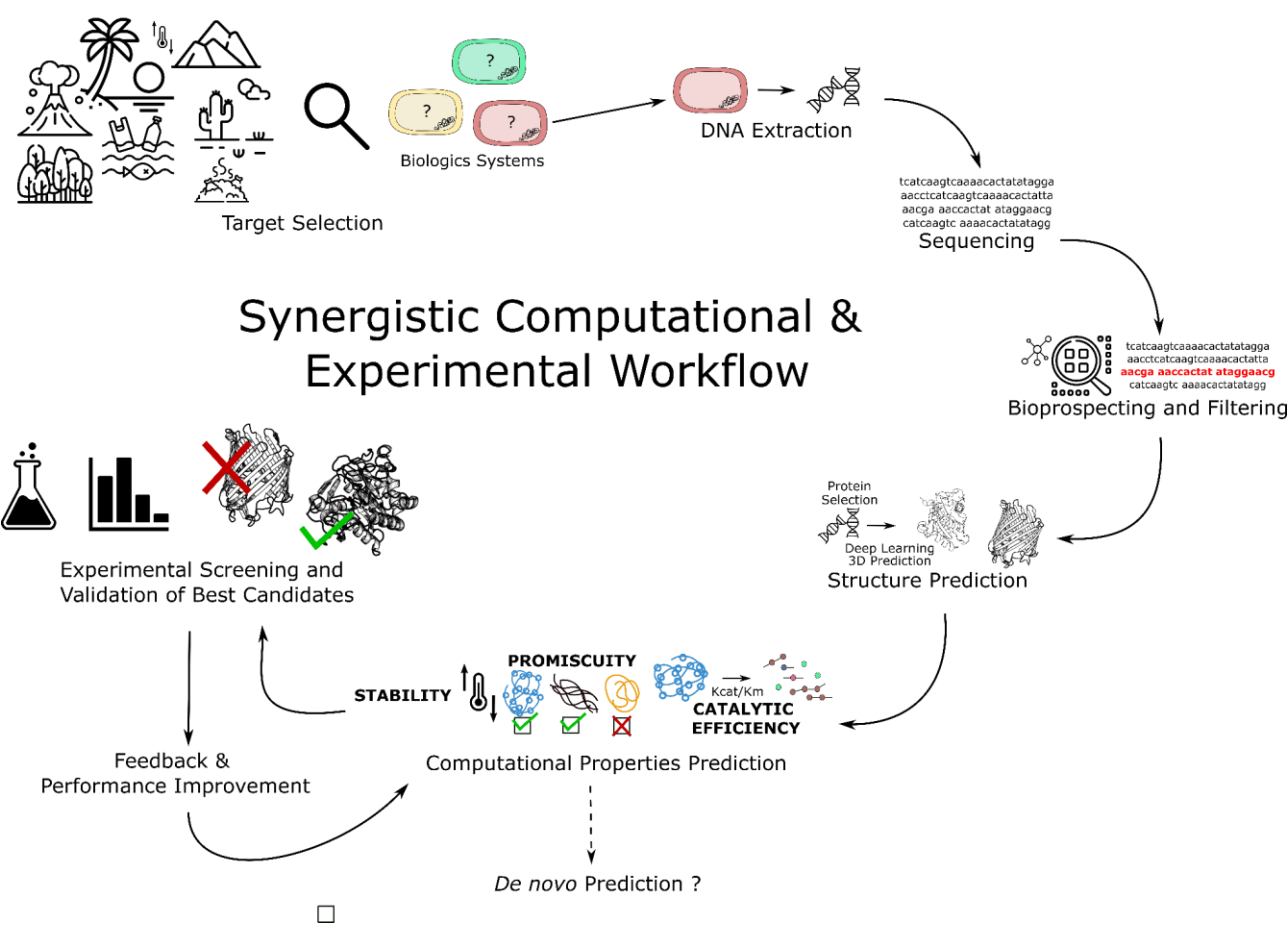 ?
?
?
Biologics Systems
Target Selection
DNA Extraction
tcatcaagtcaaaacactatatagga
aacctcatcaagtcaaaacactatta
aacga aaccactat ataggaacg
catcaagtc aaaacactatatagg
Sequencing
Synergistic Computational &
Experimental Workflow
tcatcaagtcaaaacactatatagga
aacctcatcaagtcaaaacactatta
aacga aaccactat ataggaacg
catcaagtc aaaacactatatagg
Bioprospecting and Filtering
Protein
Selection
Deep Learning
3D Prediction
Structure Prediction
STABILITY
PROMISCUITY
Kcat/Km
CATALYTIC
EFFICIENCY
Computational Properties Prediction
Experimental Screening and
Validation of Best Candidates
Feedback &
Performance Improvement
De novo Prediction ?